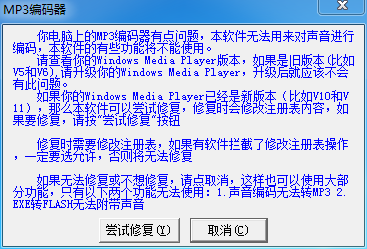 MP3编码器
你电脑上的MP3编码器有点问题，本软件无法用来对声音进行
编码，本软件的有些功能将不能使用。
请查看你的Windows Media Player版本，如果是旧版本(比如
V5和V6),请升级你的Windows Media Player，升级后就应该不会
有此问题。
如果你的Windows Media Player已经是新版本（比如V10和V
11），那么本软件可以尝试修复，修复时会修改注册表内容，如果
要修复，请按"尝试修复"按钮
修复时需要修改注册表，如果有软件拦截了修改注册表操作
，一定要选允许，否则将无法修复
如果无法修复或不想修复，请点取消，这样也可以使用大部
分功能，只有以下两个功能无法使用：1.声音编码无法转MP3 2.
EXE转FLASH无法附带声音
尝试修复(Y)
取消(C)